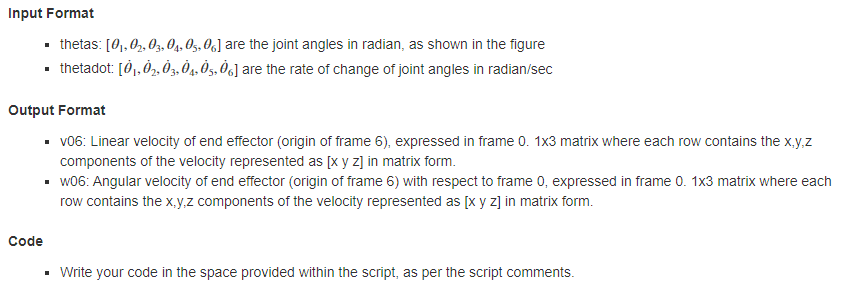 Input Format
▪ thetas: [θ₁, θ₂, θ₃, θ₄, θ₅, θ₆] are the joint angles in radian, as shown in the figure
▪ thetadot: [θ̇₁, θ̇₂, θ̇₃, θ̇₄, θ̇₅, θ̇₆] are the rate of change of joint angles in radian/sec
Output Format
▪ v06: Linear velocity of end effector (origin of frame 6), expressed in frame 0. 1x3 matrix where each row contains the x,y,z
components of the velocity represented as [x y z] in matrix form.
▪ w06: Angular velocity of end effector (origin of frame 6) with respect to frame 0, expressed in frame 0. 1x3 matrix where each
row contains the x,y,z components of the velocity represented as [x y z] in matrix form.
Code
▪ Write your code in the space provided within the script, as per the script comments.